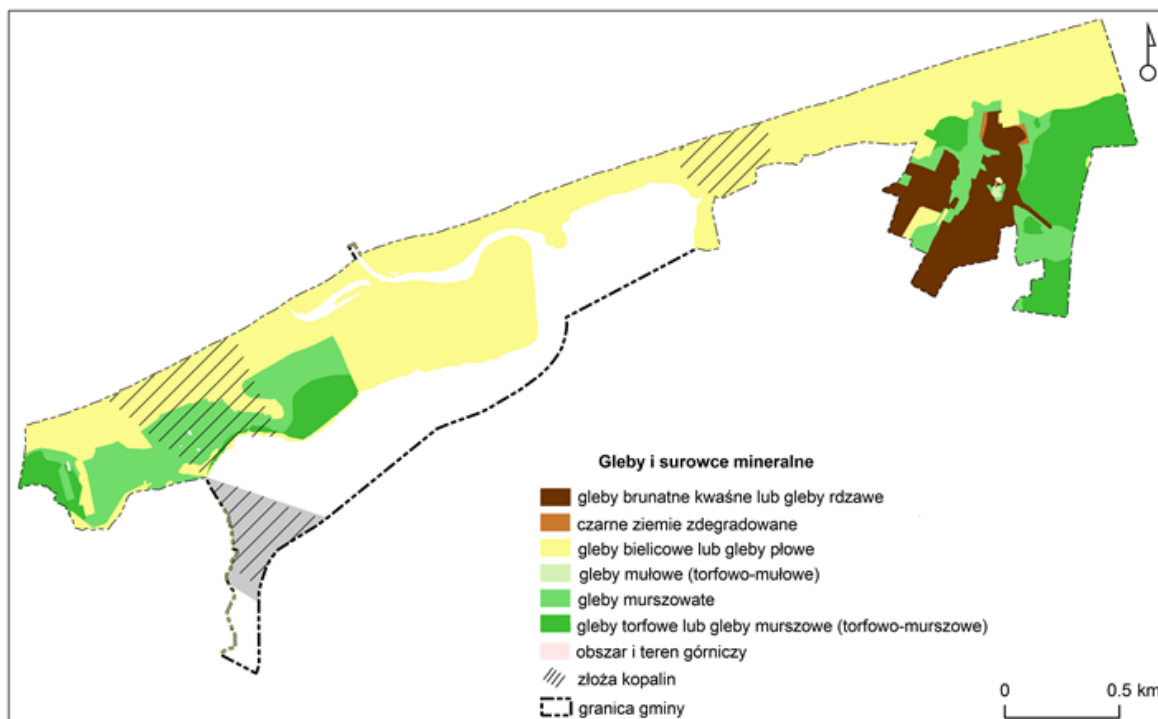 Gleby i surowce mineralne
gleby brunatne kwaśne lub gleby rdzawe
czarne ziemie zdegradowane
gleby bielicowe lub gleby płowe
gleby mułowe (torfowo-mułowe)
gleby murszowate
gleby torfowe lub gleby murszowe (torfowo-murszowe)
obszar i teren górniczy
złoża kopalin
granica gminy
0 0.5 km